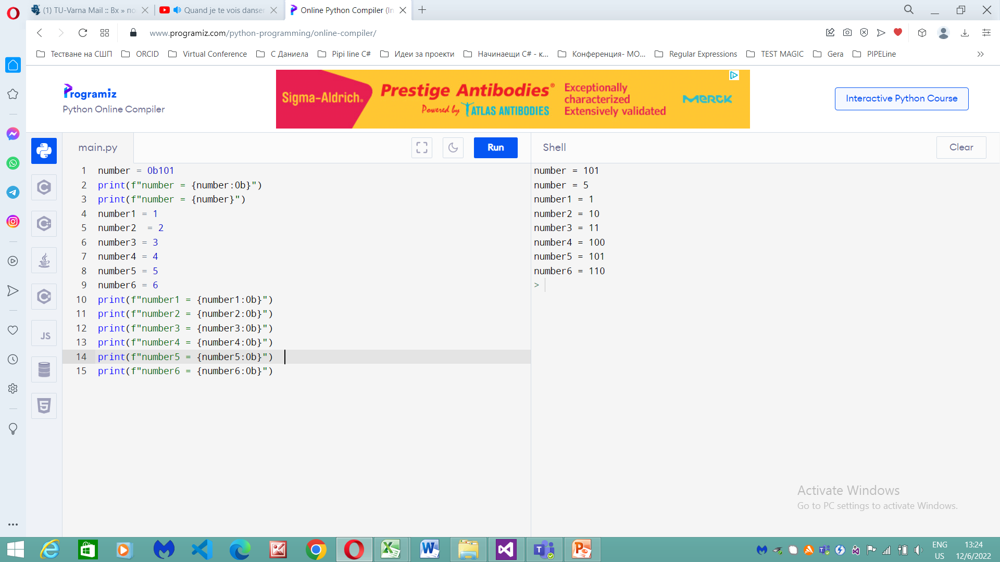 (1) TU-Varna Mail :: Вх » по
Quand je te vois danser
Online Python Compiler (In
www.programiz.com/python-programming/online-compiler/
Тестване на СШП
ORCID
Virtual Conference
С Даниела
Pipi line C#
Идеи за проекти
Начинаещи C# - к...
Конференция- МО...
Regular Expressions
TEST MAGIC
Gera
PIPELine
Programiz
Python Online Compiler
Sigma-Aldrich.
Prestige Antibodies®
Powered by ATLAS ANTIBODIES
Exceptionally
characterized
Extensively validated
MERCK
Interactive Python Course
main.py
Run
Shell
Clear
1 number = 0b101
2 print(f"number = {number:0b}")
3 print(f"number = {number}")
4 number1 = 1
5 number2  = 2
6 number3 = 3
7 number4 = 4
8 number5 = 5
9 number6 = 6
10 print(f"number1 = {number1:0b}")
11 print(f"number2 = {number2:0b}")
12 print(f"number3 = {number3:0b}")
13 print(f"number4 = {number4:0b}")
14 print(f"number5 = {number5:0b}")
15 print(f"number6 = {number6:0b}")
number = 101
number = 5
number1 = 1
number2 = 10
number3 = 11
number4 = 100
number5 = 101
number6 = 110
>
JS
Activate Windows
Go to PC settings to activate Windows.
ENG
US
13:24
12/6/2022